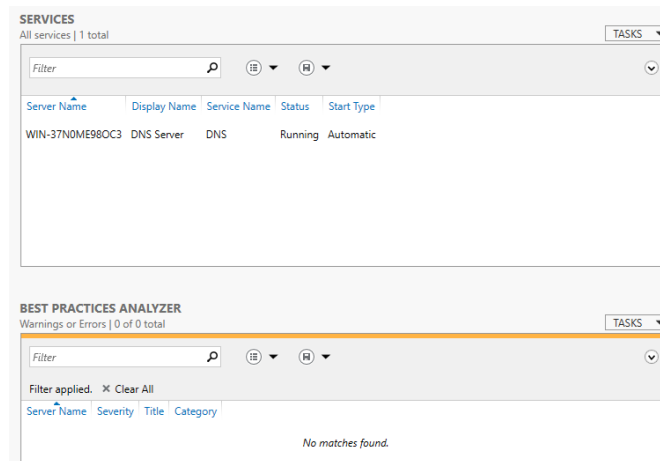 SERVICES
All services | 1 total
TASKS
Filter
Server Name Display Name Service Name Status Start Type
WIN-37N0ME98OC3 DNS Server DNS Running Automatic
BEST PRACTICES ANALYZER
Warnings or Errors | 0 of 0 total
TASKS
Filter
Filter applied. × Clear All
Server Name Severity Title Category
No matches found.